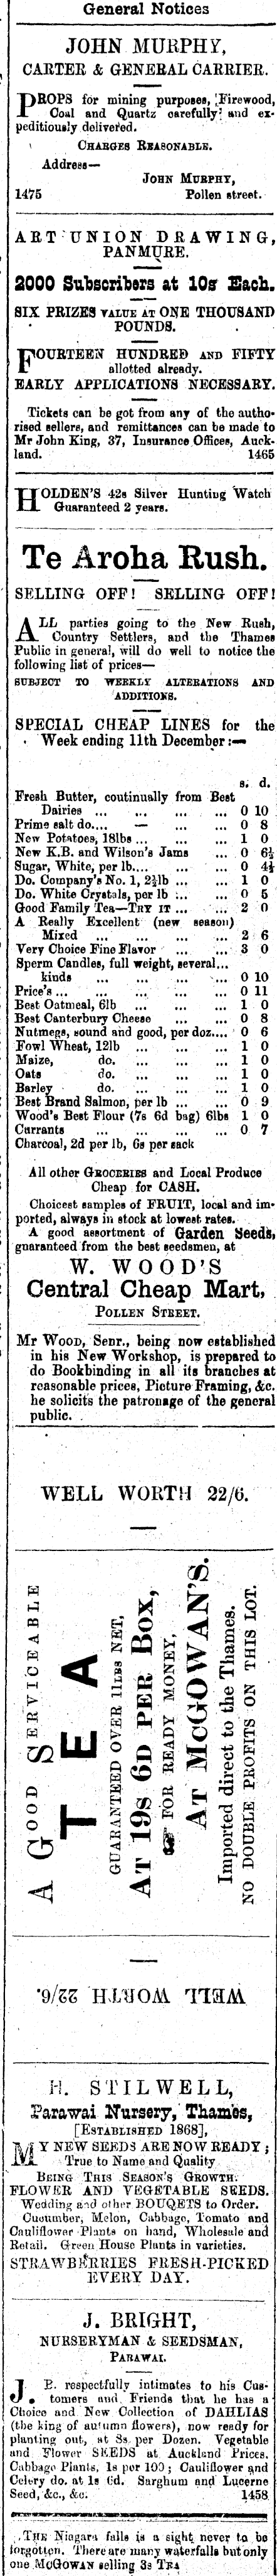 General Notices
JOHN MURPHY,
CARTER & GENERAL CARRIER.
PROPS for mining purposes, Firewood,
Coal and Quartz carefully and ex-
peditiously delivered.
CHARGES REASONABLE.
Address—
JOHN MURPHY,
1475 Pollen street.
ART UNION DRAWING,
PANMURE.
2000 Subscribers at 10s Each.
SIX PRIZES VALUE AT ONE THOUSAND
POUNDS.
FOURTEEN HUNDRED AND FIFTY
allotted already.
EARLY APPLICATIONS NECESSARY.
Tickets can be got from any of the autho-
rised sellers, and remittances can be made to
Mr John King, 37, Insurance Offices, Auck-
land. 1465
HOLDEN'S 42s Silver Hunting Watch
Guaranteed 2 years.
Te Aroha Rush.
SELLING OFF! SELLING OFF!
ALL parties going to the New Rush,
Country Settlers, and the Thames
Public in general, will do well to notice the
following list of prices—
SUBJECT TO WEEKLY ALTERATIONS AND
ADDITIONS.
SPECIAL CHEAP LINES for the
Week ending 11th December:—
s. d.
Fresh Butter, coutinually from Best
Dairies ... ... ... ... 0 10
Prime salt do.... — ... ... 0 8
New Potatoes, 18lbs ... ... ... 1 0
New K.B. and Wilson's Jams ... 0 6½
Sugar, White, per lb.... ... ... 0 4½
Do. Company's No. 1, 2½lb ... ... 1 0
Do. White Crystals, per lb ... ... 0 5
Good Family Tea—TRY IT ... ... 2 0
A Really Excellent (new season)
Mixed ... ... ... ... 2 6
Very Choice Fine Flavor ... ... 3 0
Sperm Candles, full weight, several...
kinds ... ... ... ... 0 10
Price's ... ... ... ... ... 0 11
Best Oatmeal, 6lb ... ... ... 1 0
Best Canterbury Cheese ... ... 0 8
Nutmegs, sound and good, per doz.... 0 6
Fowl Wheat, 12lb ... ... ... 1 0
Maize, do. ... ... ... 1 0
Oats do. ... ... ... 1 0
Barley do. ... ... ... 1 0
Best Brand Salmon, per lb ... ... 0 9
Wood's Best Flour (7s 6d bag) 6lbs 1 0
Currants ... ... ... ... 0 7
Charcoal, 2d per lb, 6s per sack
All other GROCERIES and Local Produce
Cheap for CASH.
Choicest samples of FRUIT, local and im-
ported, always in stock at lowest rates.
A good assortment of Garden Seeds,
guaranteed from the best seedsmen, at
W. WOOD'S
Central Cheap Mart,
POLLEN STREET.
Mr WOOD, Senr., being now established
in his New Workshop, is prepared to
do Bookbinding in all its branches at
reasonable prices, Picture Framing, &c.
he solicits the patronage of the general
public.
WELL WORTH 22/6.
A GOOD SERVICEABLE
TEA
GUARANTEED OVER 11LBS NET,
AT 19s 6D PER BOX,
FOR READY MONEY,
AT MCGOWAN'S.
Imported direct to the Thames.
NO DOUBLE PROFITS ON THIS LOT.
WELL WORTH 22/6.
H. STILWELL,
Parawai Nursery, Thames,
[ESTABLISHED 1868],
MY NEW SEEDS ARE NOW READY;
True to Name and Quality
BEING THIS SEASON'S GROWTH.
FLOWER AND VEGETABLE SEEDS.
Wedding and other BOUQETS to Order.
Cucumber, Melon, Cabbage, Tomato and
Cauliflower Plants on hand, Wholesale and
Retail. Green House Plants in varieties.
STRAWBERRIES FRESH-PICKED
EVERY DAY.
J. BRIGHT,
NURSERYMAN & SEEDSMAN,
PARAWAI.
J. B. respectfully intimates to his Cus-
tomers and Friends that he has a
Choice and New Collection of DAHLIAS
(the king of autumn flowers), now ready for
planting out, at 8s. per Dozen. Vegetable
and Flower SEEDS at Auckland Prices.
Cabbage Plants, 1s per 100; Cauliflower and
Celery do. at 1s 6d. Sarghum and Lucerne
Seed, &c., &c. 1458
THE Niagara falls is a sight never to be
forgotten. There are many waterfalls but only
one MCGOWAN selling 3s TEA